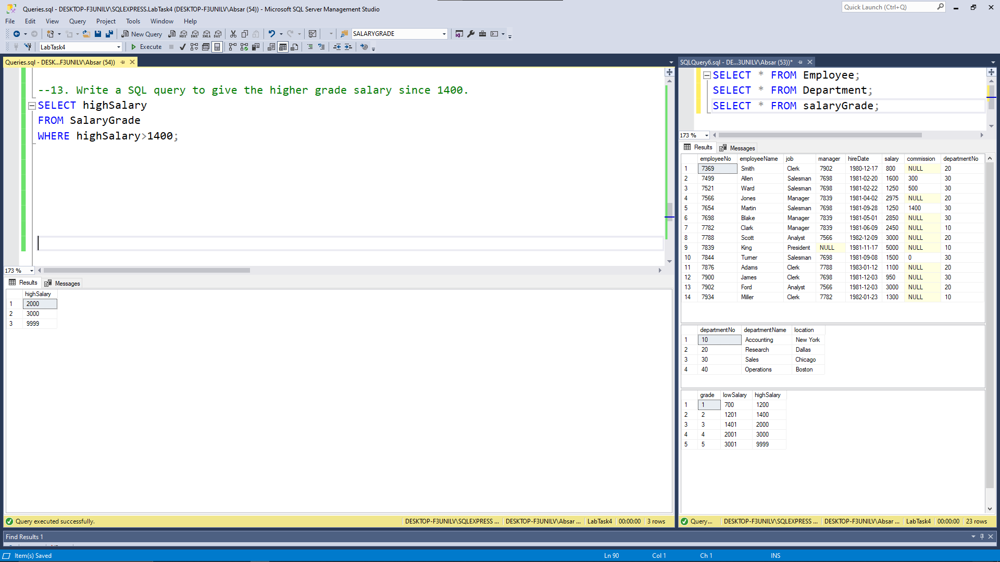 Queries.sql - DESKTOP-F3UNILV\SQLEXPRESS.LabTask4 (DESKTOP-F3UNILV\Absar (54)) - Microsoft SQL Server Management Studio
Quick Launch (Ctrl+Q)
File Edit View Query Project Tools Window Help
New Query MDX DMX XMLA DAX SALARYGRADE
LabTask4 Execute
Queries.sql - DESK...F3UNILV\Absar (54))
--13. Write a SQL query to give the higher grade salary since 1400.
SELECT highSalary
FROM SalaryGrade
WHERE highSalary>1400;
173 %
Results Messages
highSalary
1 2000
2 3000
3 9999
Query executed successfully. DESKTOP-F3UNILV\SQLEXPRESS ... DESKTOP-F3UNILV\Absar ... LabTask4 00:00:00 3 rows
SQLQuery6.sql - DE...3UNILV\Absar (53))*
SELECT * FROM Employee;
SELECT * FROM Department;
SELECT * FROM salaryGrade;
173 %
Results Messages
employeeNo employeeName job manager hireDate salary commission departmentNo
1 7369 Smith Clerk 7902 1980-12-17 800 NULL 20
2 7499 Allen Salesman 7698 1981-02-20 1600 300 30
3 7521 Ward Salesman 7698 1981-02-22 1250 500 30
4 7566 Jones Manager 7839 1981-04-02 2975 NULL 20
5 7654 Martin Salesman 7698 1981-09-28 1250 1400 30
6 7698 Blake Manager 7839 1981-05-01 2850 NULL 30
7 7782 Clark Manager 7839 1981-06-09 2450 NULL 10
8 7788 Scott Analyst 7566 1982-12-09 3000 NULL 20
9 7839 King President NULL 1981-11-17 5000 NULL 10
10 7844 Turner Salesman 7698 1981-09-08 1500 0 30
11 7876 Adams Clerk 7788 1983-01-12 1100 NULL 20
12 7900 James Clerk 7698 1981-12-03 950 NULL 30
13 7902 Ford Analyst 7566 1981-12-03 3000 NULL 20
14 7934 Miller Clerk 7782 1982-01-23 1300 NULL 10
departmentNo departmentName location
1 10 Accounting New York
2 20 Research Dallas
3 30 Sales Chicago
4 40 Operations Boston
grade lowSalary highSalary
1 1 700 1200
2 2 1201 1400
3 3 1401 2000
4 4 2001 3000
5 5 3001 9999
Query... DESKTOP-F3UNILV\SQLEXPRESS ... DESKTOP-F3UNILV\Absar ... LabTask4 00:00:00 23 rows
Find Results 1
Item(s) Saved Ln 90 Col 1 Ch 1 INS